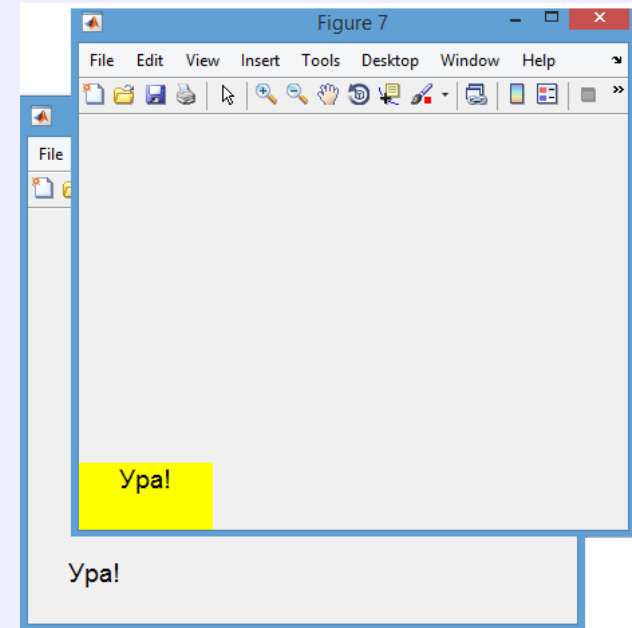 Figure 7
File Edit View Insert Tools Desktop Window Help
File
Ура!
Ура!